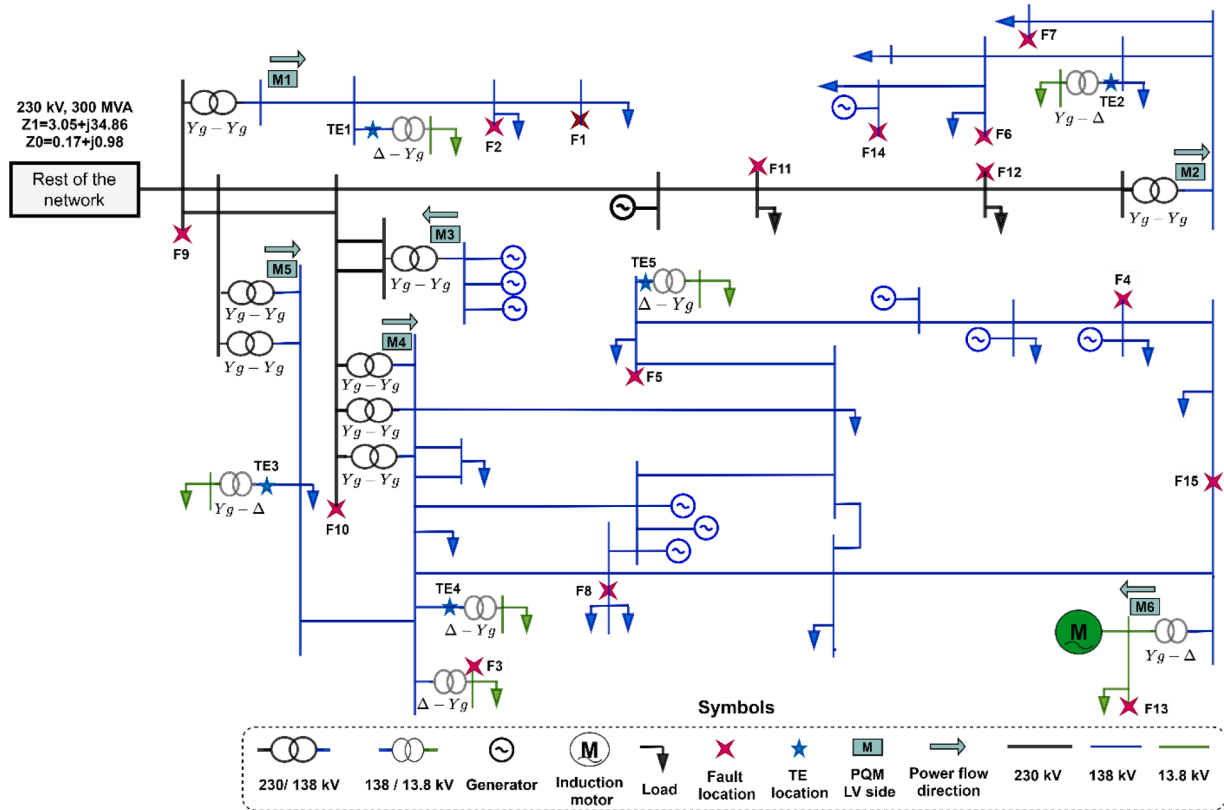 F7
M1
230 kV, 300 MVA
Z1=3.05+j34.86
Z0=0.17+j0.98
Yg − Yg
TE1
Δ − Yg
F2
F1
F14
F6
Yg − Δ
TE2
Rest of the
network
F11
F12
M2
Yg − Yg
F9
M5
M3
Yg − Yg
Yg − Yg
Yg − Yg
M4
TE5
Δ − Yg
F4
Yg − Yg
F5
Yg − Yg
Yg − Yg
TE3
Yg − Δ
F10
F15
TE4
Δ − Yg
F8
M6
M
Yg − Δ
F3
Δ − Yg
F13
Symbols
M
M
230/ 138 kV
138 / 13.8 kV
Generator
Induction
motor
Load
Fault
location
TE
location
PQM
LV side
Power flow
direction
230 kV
138 kV
13.8 kV